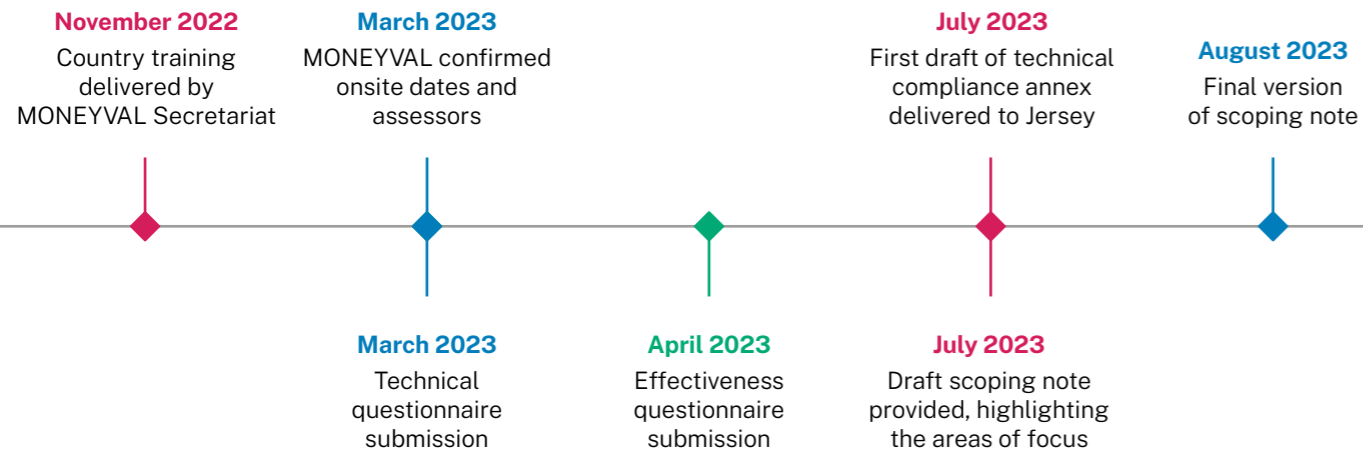 November 2022
Country training
delivered by
MONEYVAL Secretariat
March 2023
MONEYVAL confirmed
onsite dates and
assessors
July 2023
First draft of technical
compliance annex
delivered to Jersey
August 2023
Final version
of scoping note
March 2023
Technical
questionnaire
submission
April 2023
Effectiveness
questionnaire
submission
July 2023
Draft scoping note
provided, highlighting
the areas of focus